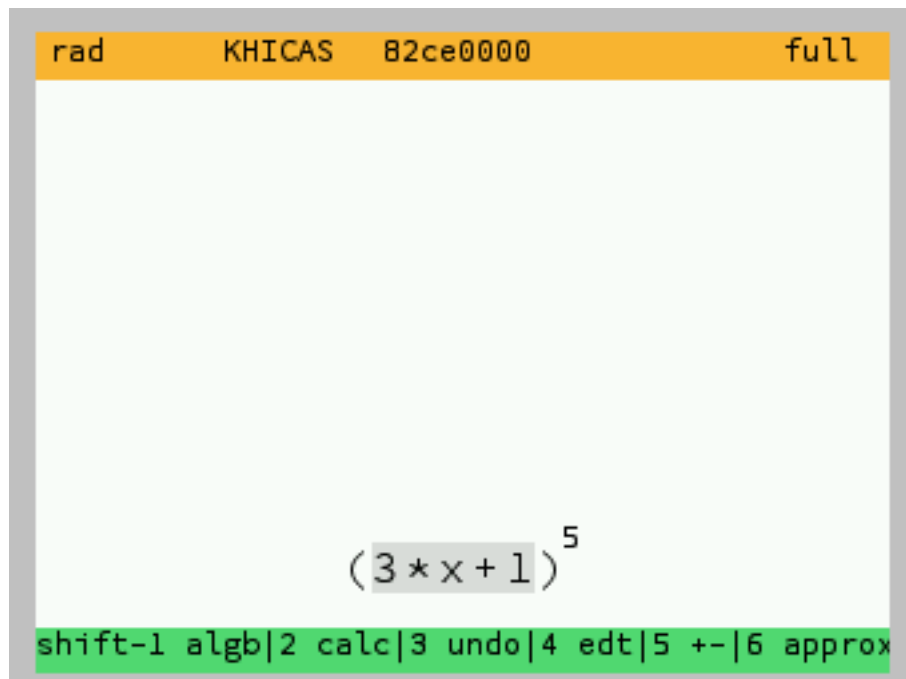 rad KHICAS 82ce0000 full
(3*x+1)^5
shift-1 algb|2 calc|3 undo|4 edt|5 +-|6 approx